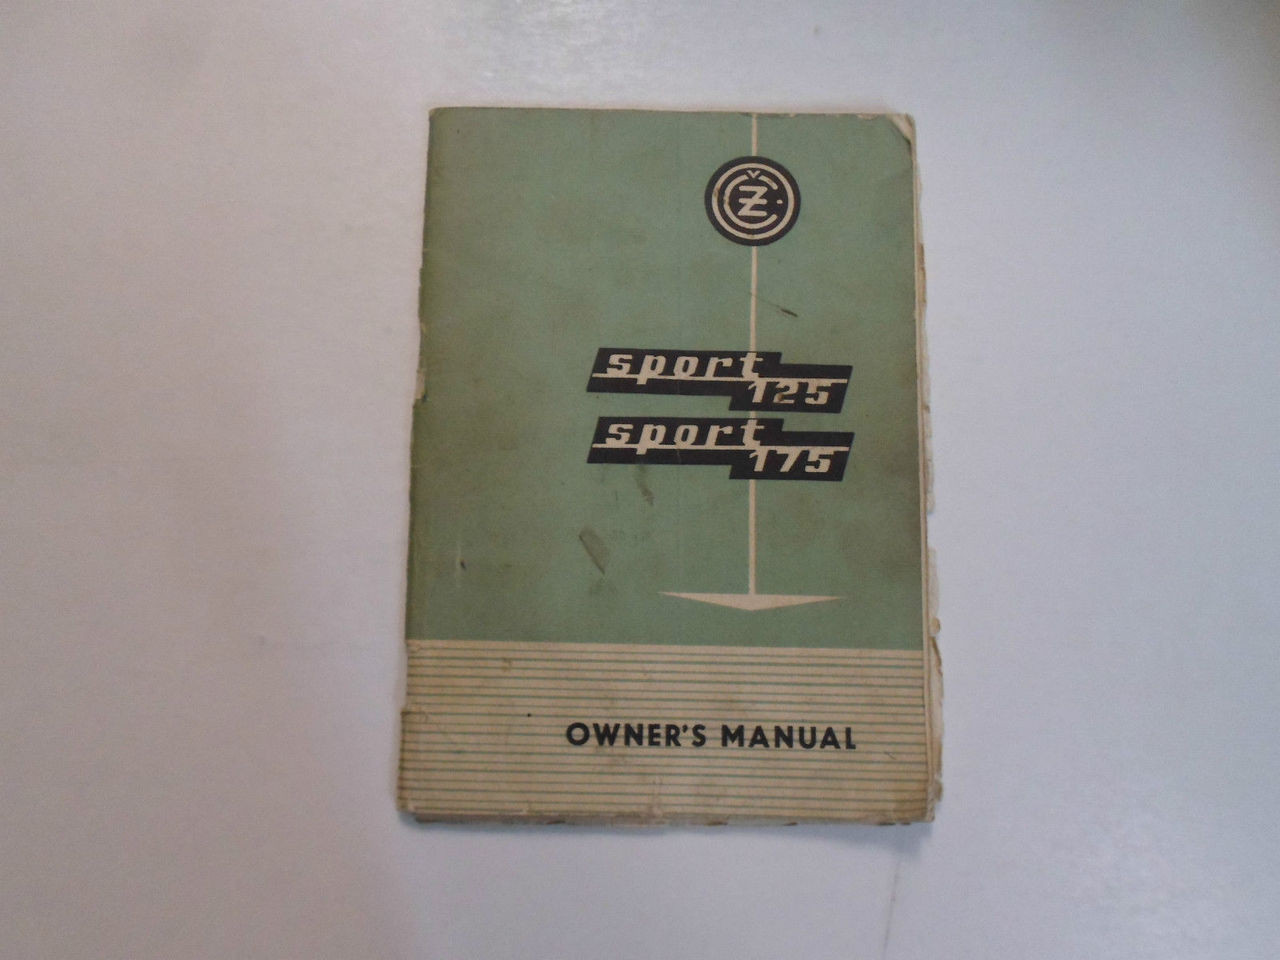 ČZ
sport
125
sport
175
OWNER'S MANUAL